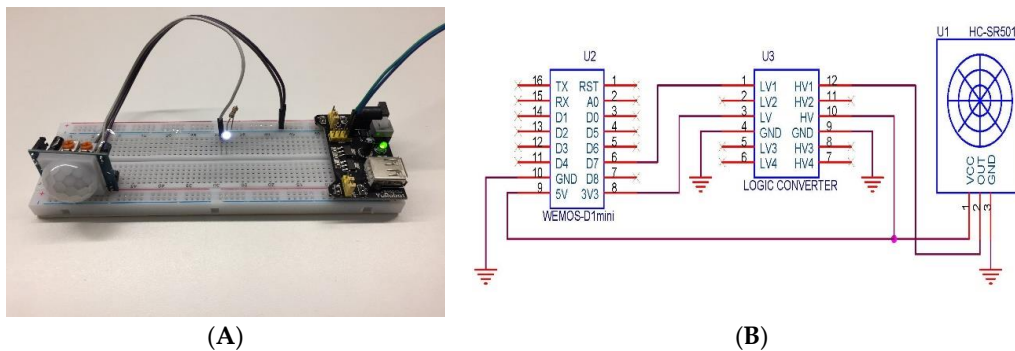 U2
16 TX RST 1
15 RX A0 2
14 D1 D0 3
13 D2 D5 4
12 D3 D6 5
11 D4 D7 6
10 GND D8 7
9 5V 3V3 8
WEMOS-D1mini
U3
1 LV1 HV1 12
2 LV2 HV2 11
3 LV HV 10
4 GND GND 9
5 LV3 HV3 8
6 LV4 HV4 7
LOGIC CONVERTER
U1 HC-SR501
VCC
OUT
GND
1 2 3
(A) (B)